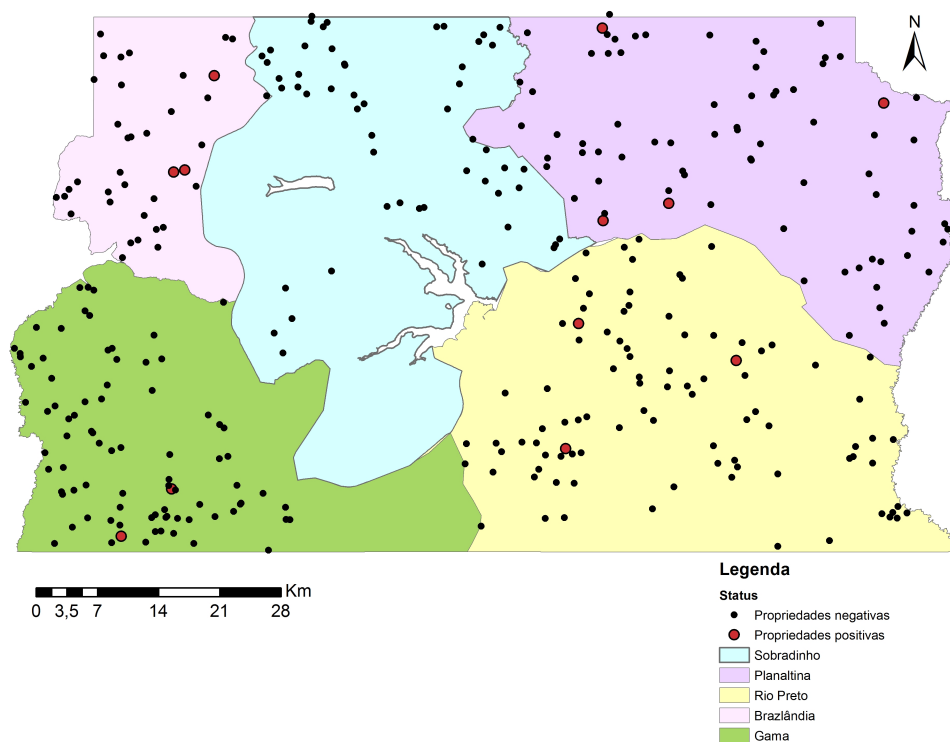 N
Km
0 3,5 7 14 21 28
Legenda
Status
Propriedades negativas
Propriedades positivas
Sobradinho
Planaltina
Rio Preto
Brazlândia
Gama